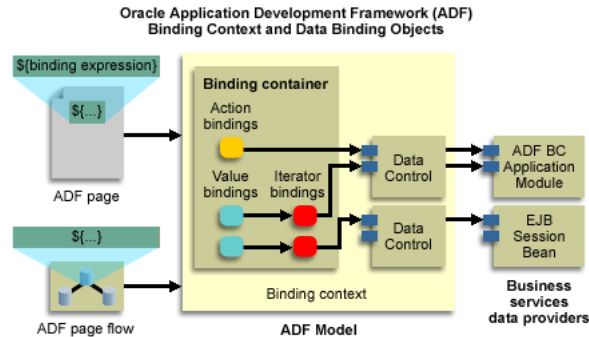 Oracle Application Development Framework (ADF)
Binding Context and Data Binding Objects
${binding expression}
${...}
ADF page
${...}
ADF page flow
Binding container
Action
bindings
Value
bindings
Iterator
bindings
Data
Control
Data
Control
Binding context
ADF Model
ADF BC
Application
Module
EJB
Session
Bean
Business
services
data providers